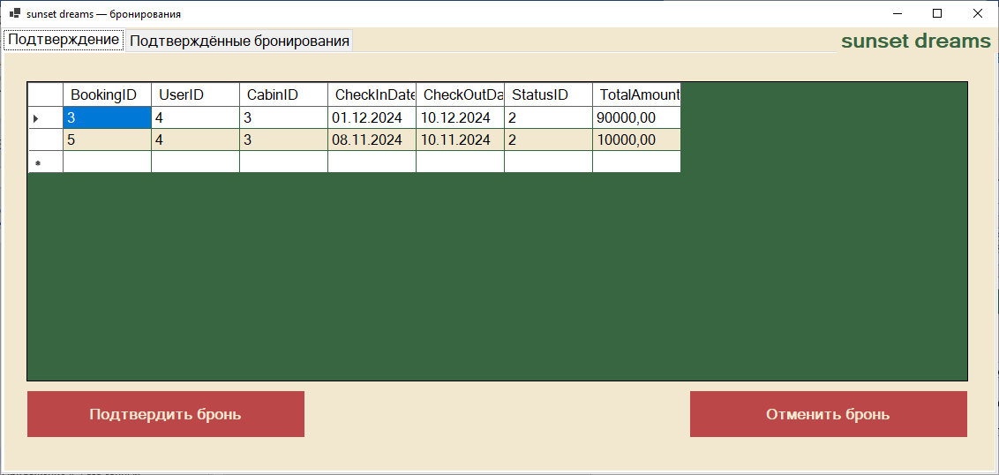 sunset dreams — бронирования
Подтверждение Подтверждённые бронирования sunset dreams
BookingID UserID CabinID CheckInDate CheckOutDa StatusID TotalAmount
3 4 3 01.12.2024 10.12.2024 2 90000,00
5 4 3 08.11.2024 10.11.2024 2 10000,00
Подтвердить бронь Отменить бронь